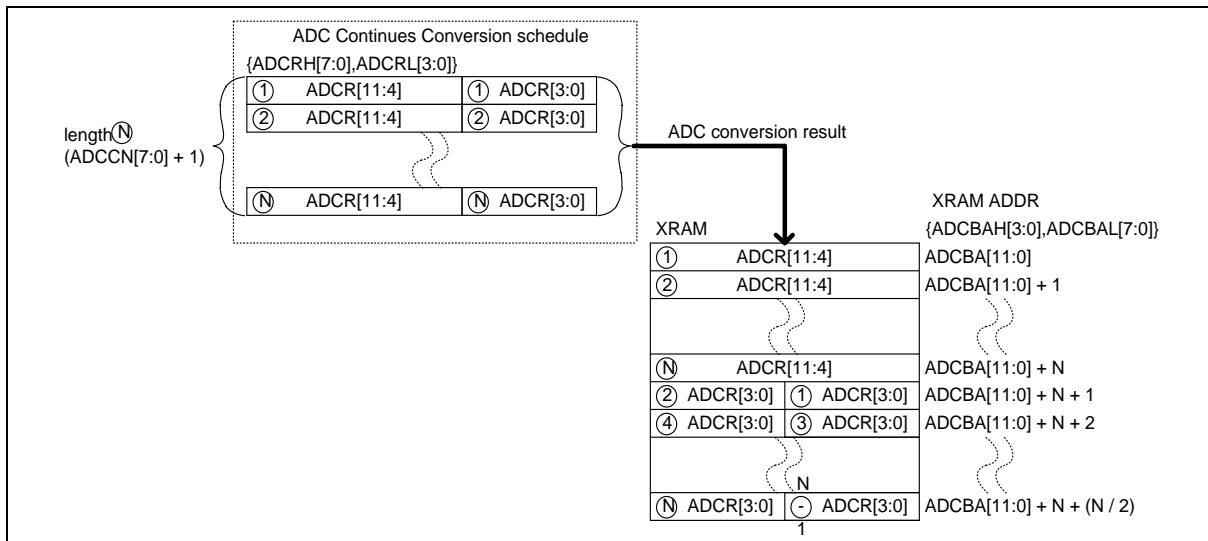 ADC Continues Conversion schedule
{ADCRH[7:0],ADCRL[3:0]}
1 ADCR[11:4] 1 ADCR[3:0]
2 ADCR[11:4] 2 ADCR[3:0]
lengthN
(ADCCN[7:0] + 1)
N ADCR[11:4] N ADCR[3:0]
ADC conversion result
XRAM ADDR
XRAM {ADCBAH[3:0],ADCBAL[7:0]}
1 ADCR[11:4] ADCBA[11:0]
2 ADCR[11:4] ADCBA[11:0] + 1
N ADCR[11:4] ADCBA[11:0] + N
2 ADCR[3:0] 1 ADCR[3:0] ADCBA[11:0] + N + 1
4 ADCR[3:0] 3 ADCR[3:0] ADCBA[11:0] + N + 2
N ADCR[3:0] N-1 ADCR[3:0] ADCBA[11:0] + N + (N / 2)